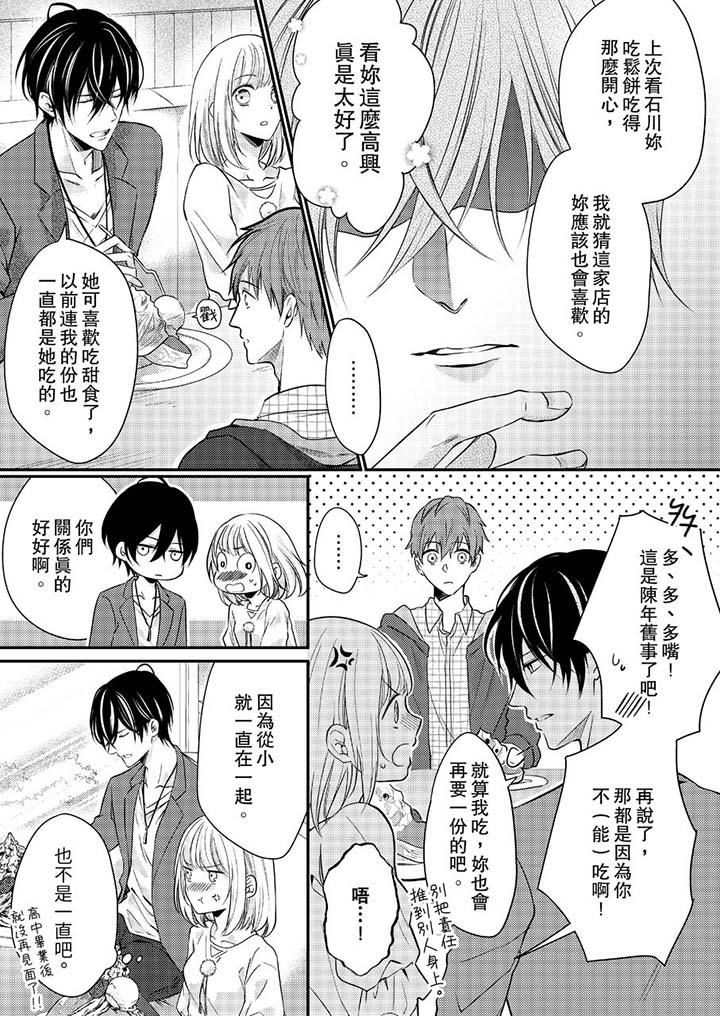 上次看石川妳
吃鬆餅吃得
那麼開心，
我就猜這家店的
妳應該也會喜歡。
看妳這麼高興
眞是太好了。
………
戳
她可喜歡吃甜食了，
以前連我的份也
一直都是她吃的。
多、多、多嘴！
這是陳年舊事了吧！
再說了，
那都是因為你
不（能）吃啊！
………
就算我吃，妳也會
再要一份的吧。
別把責任
推到別人身上。
唔……！
你們
關係眞的
好好啊。
因為從小
就一直在一起。
也不是一直吧。
高中畢業後
就沒再見面了!!